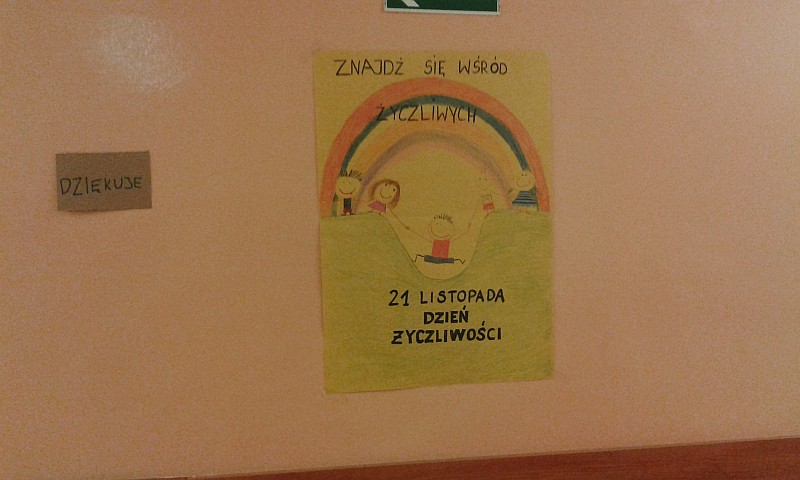 ZNAJDŹ SIĘ WŚRÓD
ŻYCZLIWYCH
DZIĘKUJE
21 LISTOPADA
DZIEŃ
ŻYCZLIWOŚCI